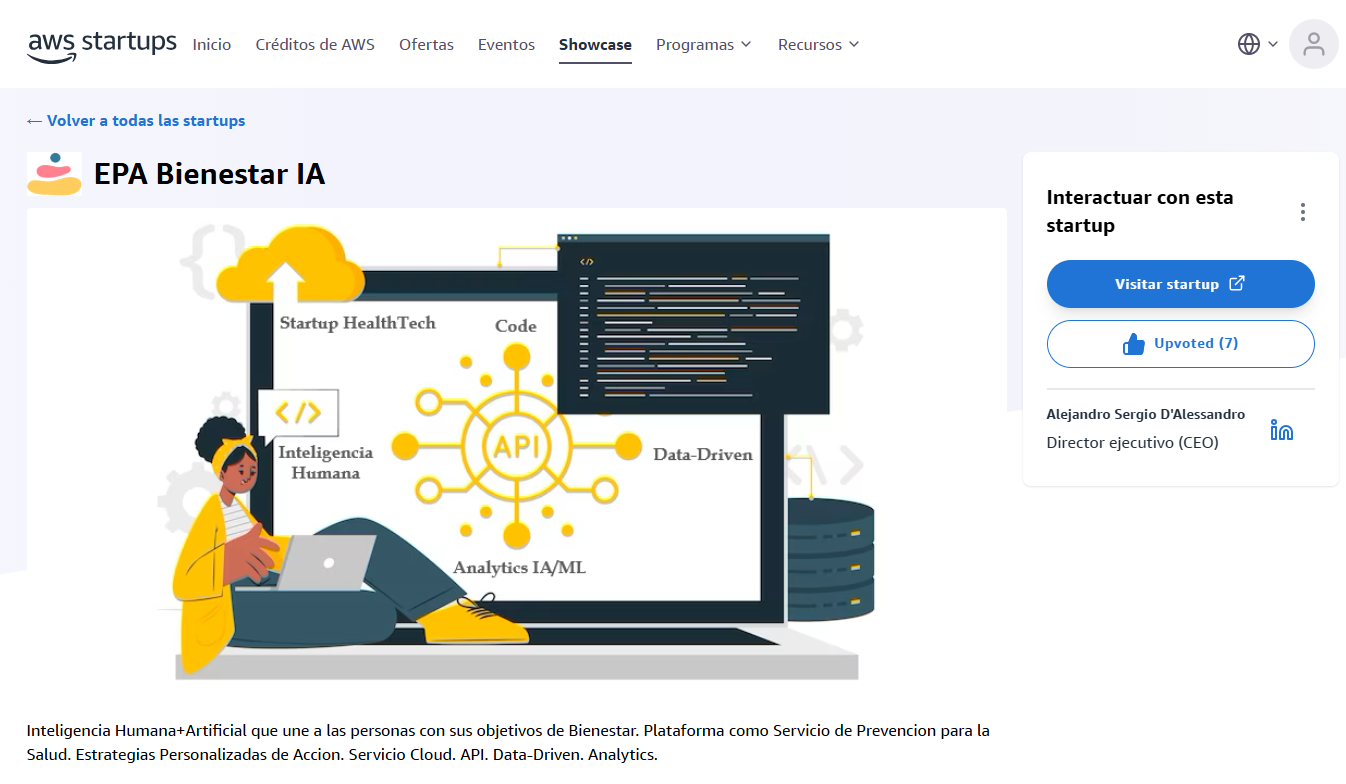 aws startups
Inicio
Créditos de AWS
Ofertas
Eventos
Showcase
Programas
Recursos
← Volver a todas las startups
EPA Bienestar IA
Startup HealthTech
Code
</>
API
</>
Inteligencia
Humana
Data-Driven
Analytics IA/ML
Interactuar con esta
startup
Visitar startup
Upvoted (7)
Alejandro Sergio D'Alessandro
Director ejecutivo (CEO)
in
Inteligencia Humana+Artificial que une a las personas con sus objetivos de Bienestar. Plataforma como Servicio de Prevencion para la
Salud. Estrategias Personalizadas de Accion. Servicio Cloud. API. Data-Driven. Analytics.